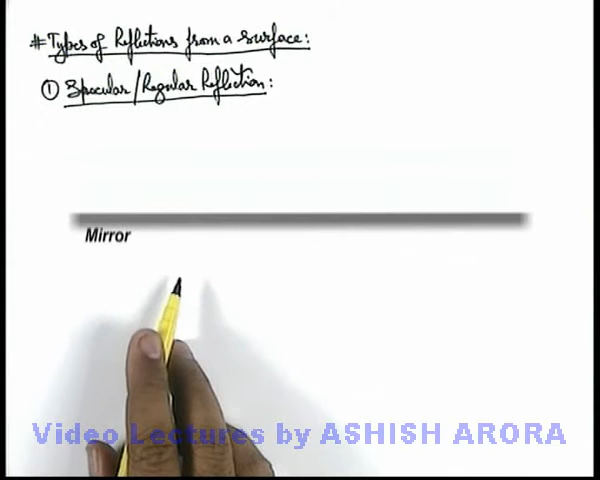 # Types of Reflections from a surface:
① Specular/Regular Reflection:
Mirror
Video Lectures by ASHISH ARORA